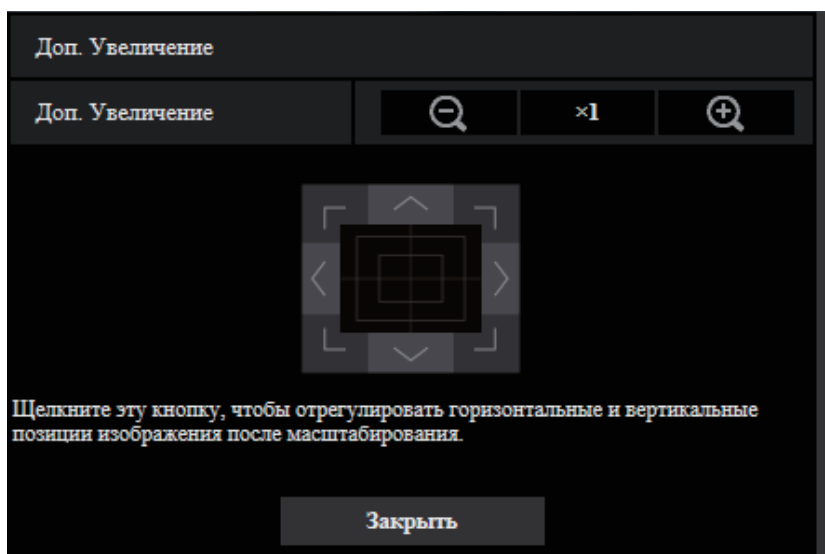 Доп. Увеличение
Доп. Увеличение ×1
Щелкните эту кнопку, чтобы отрегулировать горизонтальные и вертикальные
позиции изображения после масштабирования.
Закрыть